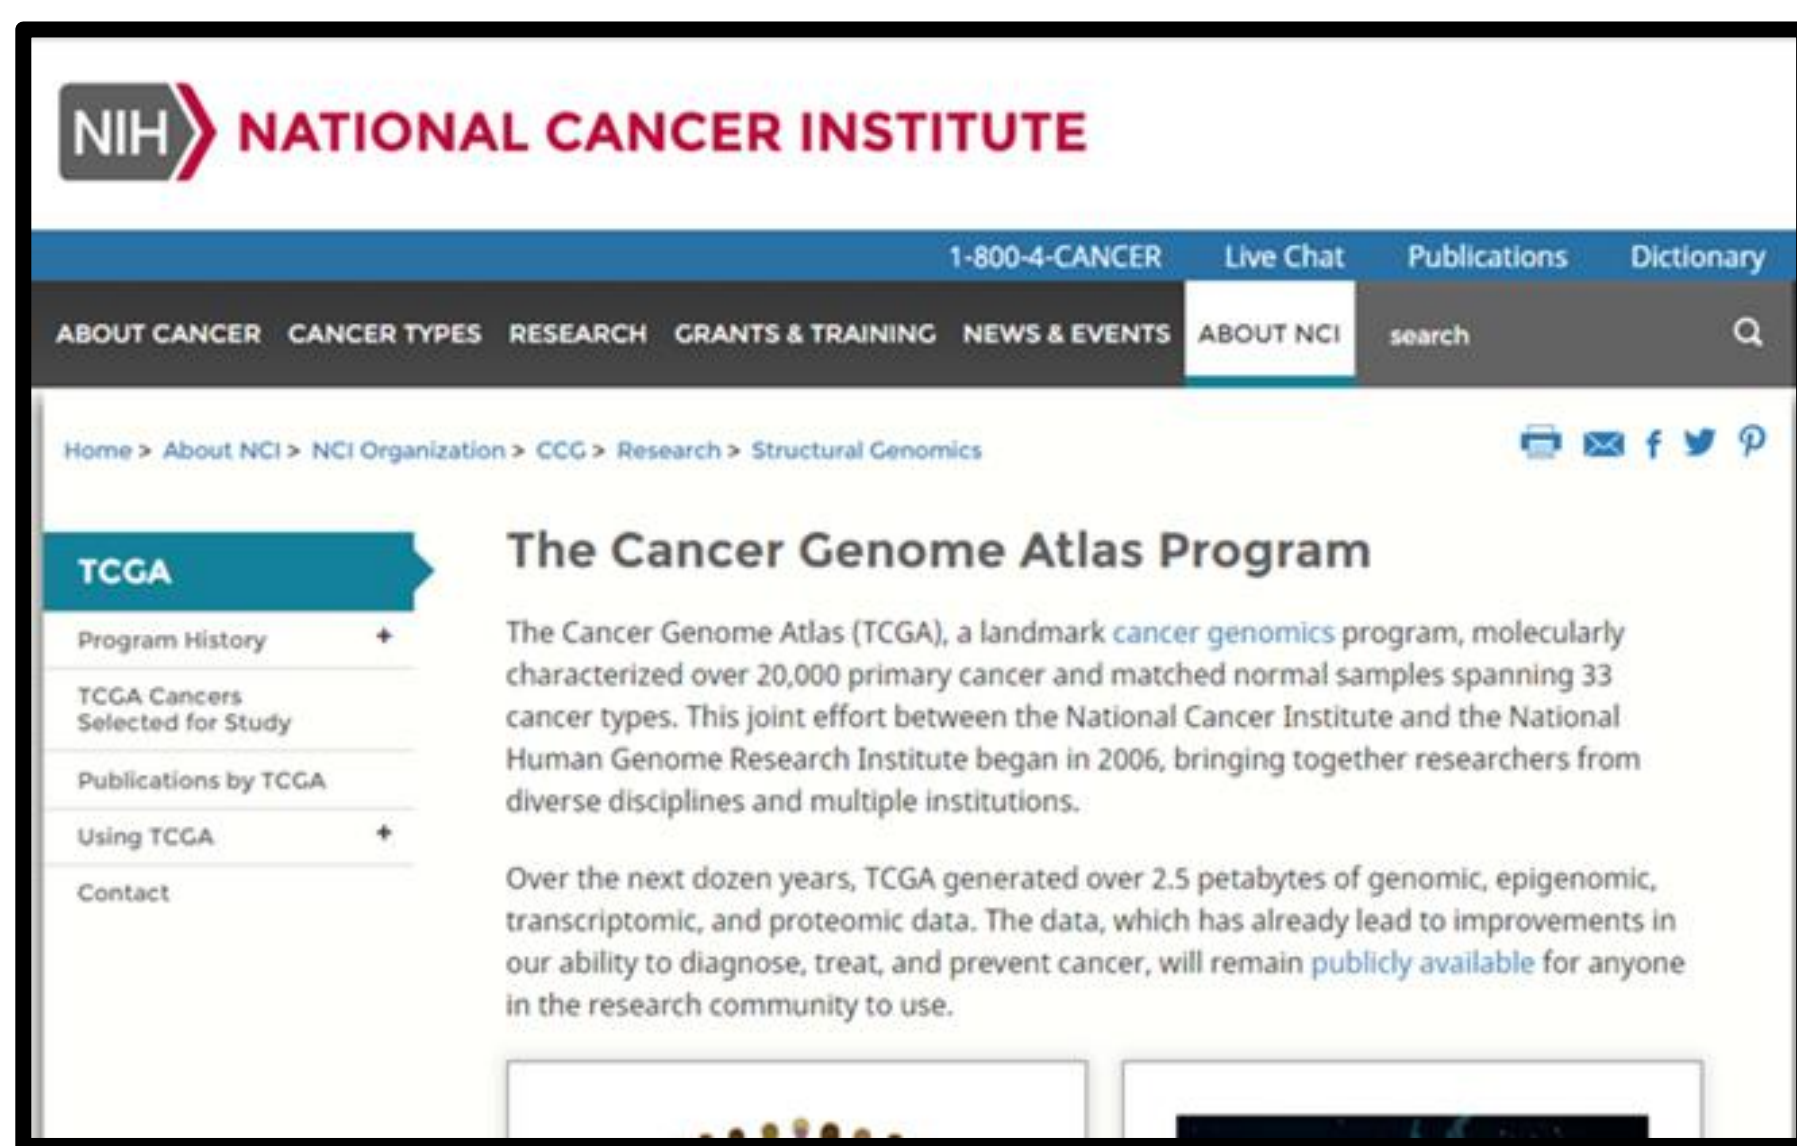 NIH NATIONAL CANCER INSTITUTE
1-800-4-CANCER Live Chat Publications Dictionary
ABOUT CANCER CANCER TYPES RESEARCH GRANTS & TRAINING NEWS & EVENTS ABOUT NCI search
Home > About NCI > NCI Organization > CCG > Research > Structural Genomics
TCGA
Program History +
TCGA Cancers
Selected for Study
Publications by TCGA
Using TCGA +
Contact
The Cancer Genome Atlas Program
The Cancer Genome Atlas (TCGA), a landmark cancer genomics program, molecularly
characterized over 20,000 primary cancer and matched normal samples spanning 33
cancer types. This joint effort between the National Cancer Institute and the National
Human Genome Research Institute began in 2006, bringing together researchers from
diverse disciplines and multiple institutions.
Over the next dozen years, TCGA generated over 2.5 petabytes of genomic, epigenomic,
transcriptomic, and proteomic data. The data, which has already lead to improvements in
our ability to diagnose, treat, and prevent cancer, will remain publicly available for anyone
in the research community to use.